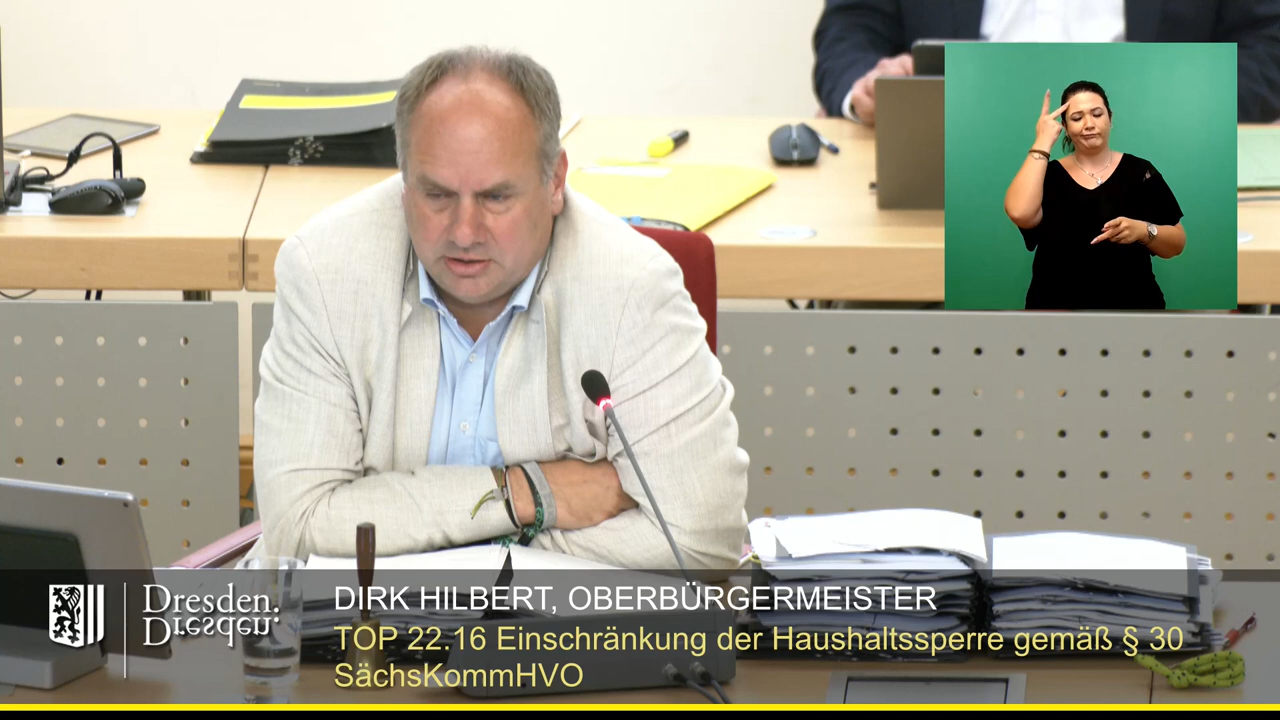 Dresden.
Dresden.
DIRK HILBERT, OBERBÜRGERMEISTER
TOP 22.16 Einschränkung der Haushaltssperre gemäß § 30
SächsKommHVO